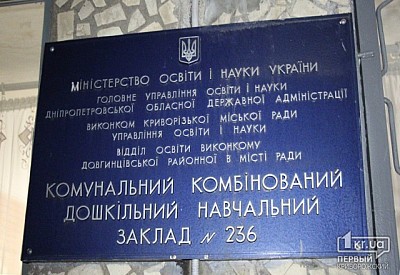 МІНІСТЕРСТВО ОСВІТИ І НАУКИ УКРАЇНИ
ГОЛОВНЕ УПРАВЛІННЯ ОСВІТИ І НАУКИ
ДНІПРОПЕТРОВСЬКОЇ ОБЛАСНОЇ ДЕРЖАВНОЇ АДМІНІСТРАЦІЇ
ВИКОНКОМ КРИВОРІЗЬКОЇ МІСЬКОЇ РАДИ
УПРАВЛІННЯ ОСВІТИ І НАУКИ
ВІДДІЛ ОСВІТИ ВИКОНКОМУ
ДОВГИНЦІВСЬКОЇ РАЙОННОЇ В МІСТІ РАДИ
КОМУНАЛЬНИЙ КОМБІНОВАНИЙ
ДОШКІЛЬНИЙ НАВЧАЛЬНИЙ
ЗАКЛАД № 236
1kr.ua
ПЕРВЫЙ
КРИВОРОЖСКИЙ